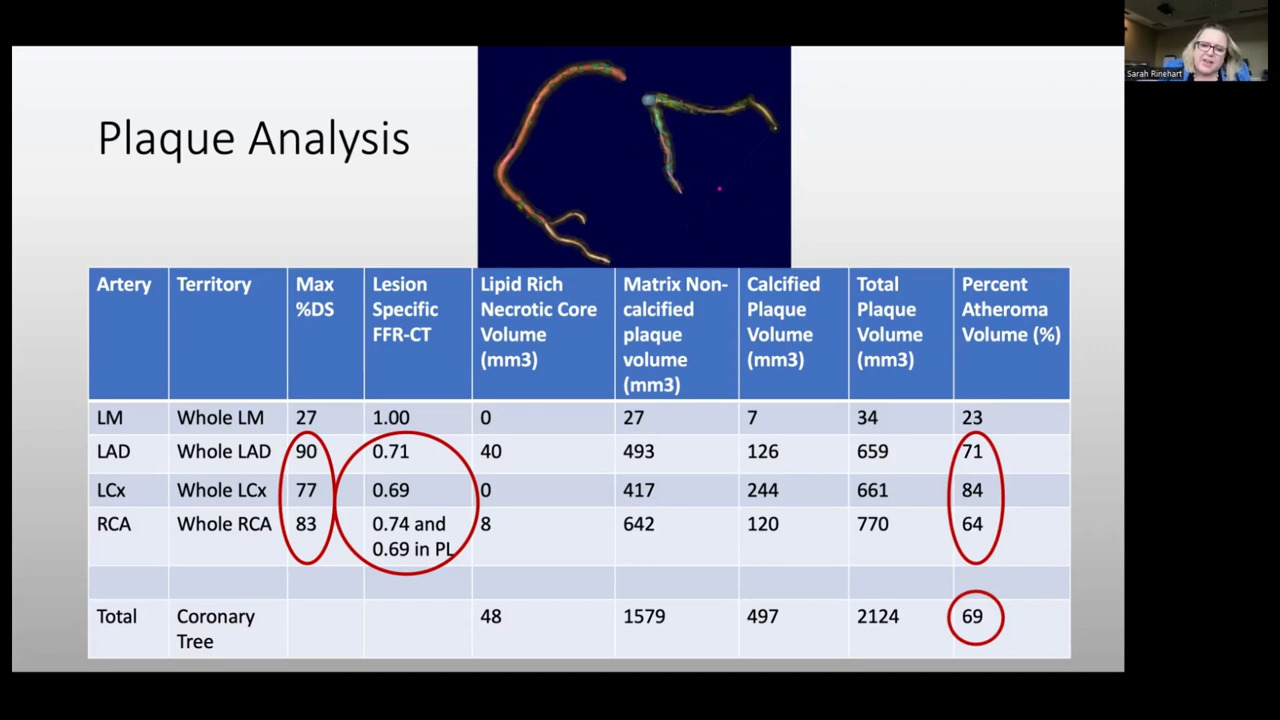 Sarah Rinehart
Plaque Analysis
Artery Territory Max Lesion Lipid Rich Matrix Non- Calcified Total Percent
%DS Specific Necrotic Core calcified Plaque Plaque Atheroma
FFR-CT Volume plaque Volume Volume Volume (%)
(mm3) volume (mm3) (mm3)
(mm3)
LM Whole LM 27 1.00 0 27 7 34 23
LAD Whole LAD 90 0.71 40 493 126 659 71
LCx Whole LCx 77 0.69 0 417 244 661 84
RCA Whole RCA 83 0.74 and 8 642 120 770 64
0.69 in PL
Total Coronary 48 1579 497 2124 69
Tree